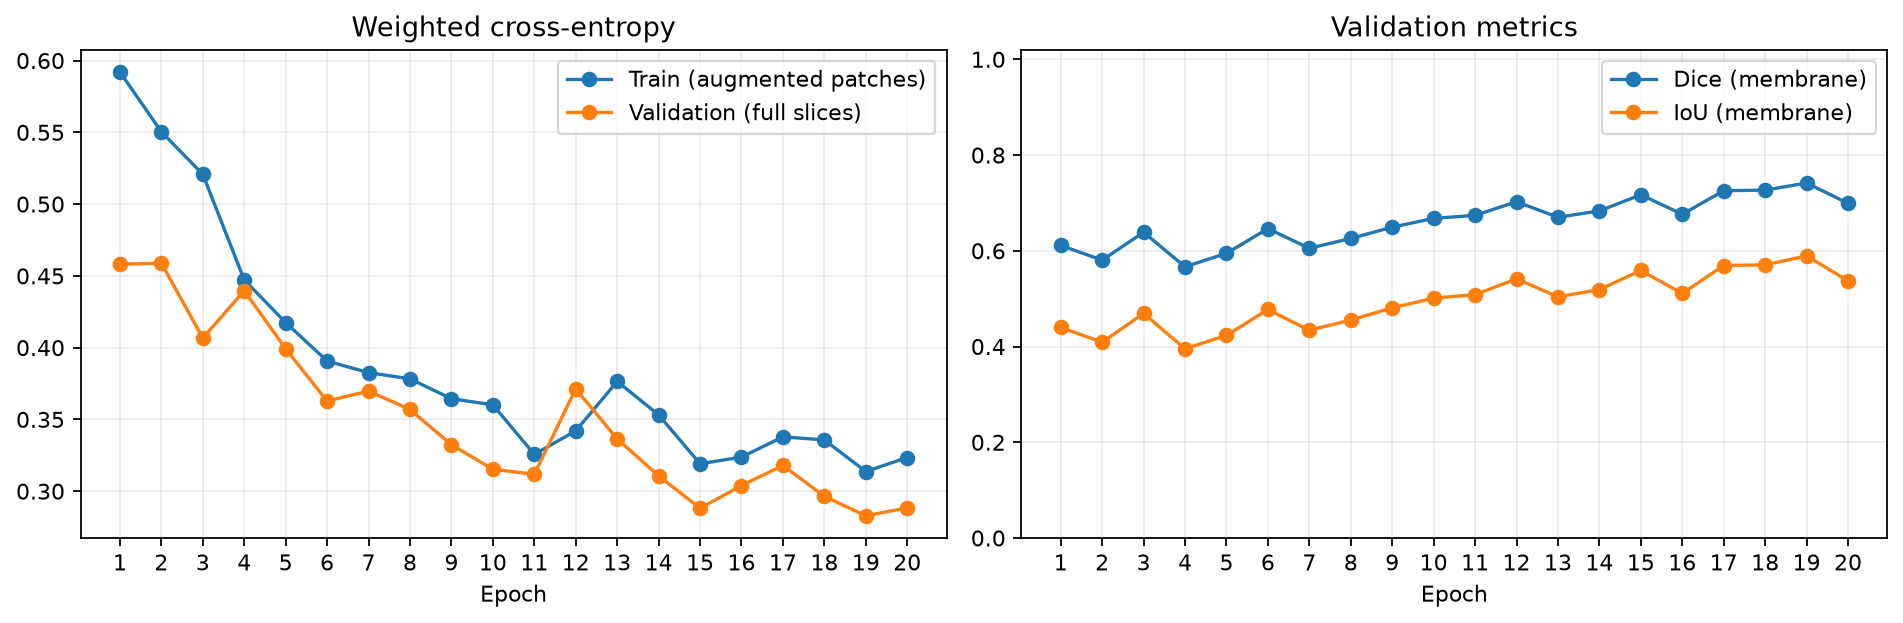 Weighted cross-entropy
0.60
0.55
0.50
0.45
0.40
0.35
0.30
Train (augmented patches)
Validation (full slices)
1 2 3 4 5 6 7 8 9 10 11 12 13 14 15 16 17 18 19 20
Epoch
Validation metrics
1.0
0.8
0.6
0.4
0.2
0.0
Dice (membrane)
IoU (membrane)
1 2 3 4 5 6 7 8 9 10 11 12 13 14 15 16 17 18 19 20
Epoch